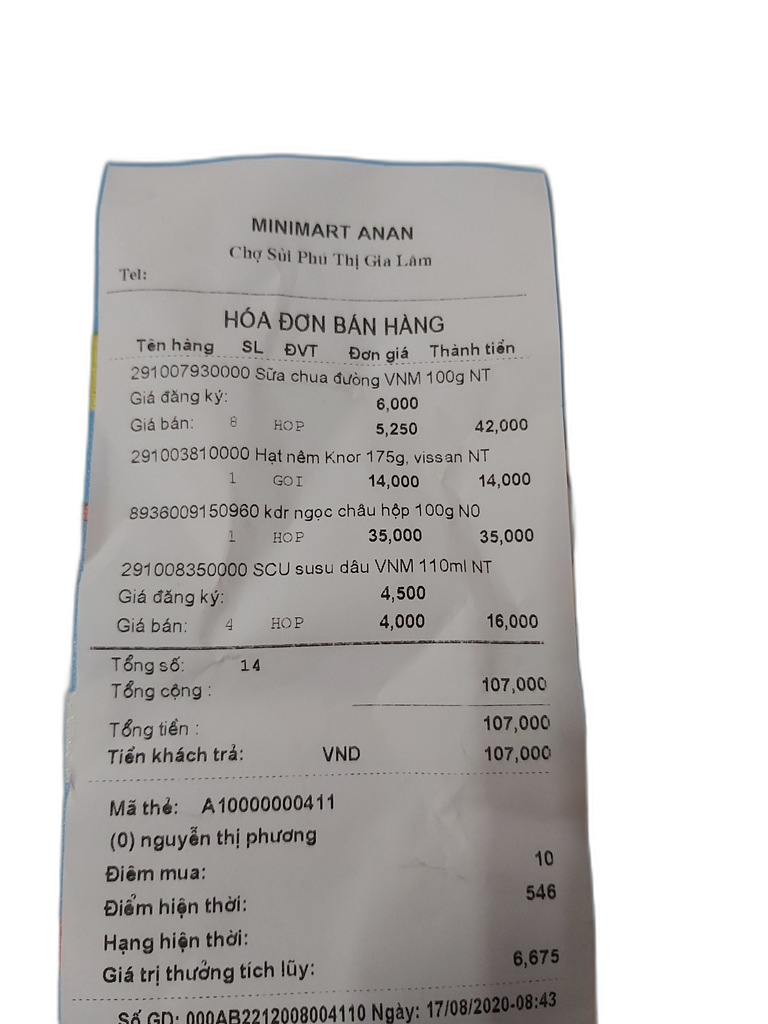 MINIMART ANAN
Chợ Sủi Phú Thị Gia Lâm
Tel:
HÓA ĐƠN BÁN HÀNG
Tên hàng SL ĐVT Đơn giá Thành tiền
291007930000 Sữa chua đường VNM 100g NT
Giá đăng ký: 6,000
Giá bán: 8 HOP 5,250 42,000
291003810000 Hạt nêm Knor 175g, vissan NT
1 GOI 14,000 14,000
8936009150960 kdr ngọc châu hộp 100g N0
1 HOP 35,000 35,000
291008350000 SCU susu dâu VNM 110ml NT
Giá đăng ký: 4,500
Giá bán: 4 HOP 4,000 16,000
Tổng số: 14
Tổng cộng : 107,000
Tổng tiền : 107,000
Tiền khách trả: VND 107,000
Mã thẻ: A10000000411
(0) nguyễn thị phương
Điểm mua: 10
Điểm hiện thời: 546
Hạng hiện thời:
Giá trị thưởng tích lũy: 6,675
Số GD: 000AB2212008004110 Ngày: 17/08/2020-08:43